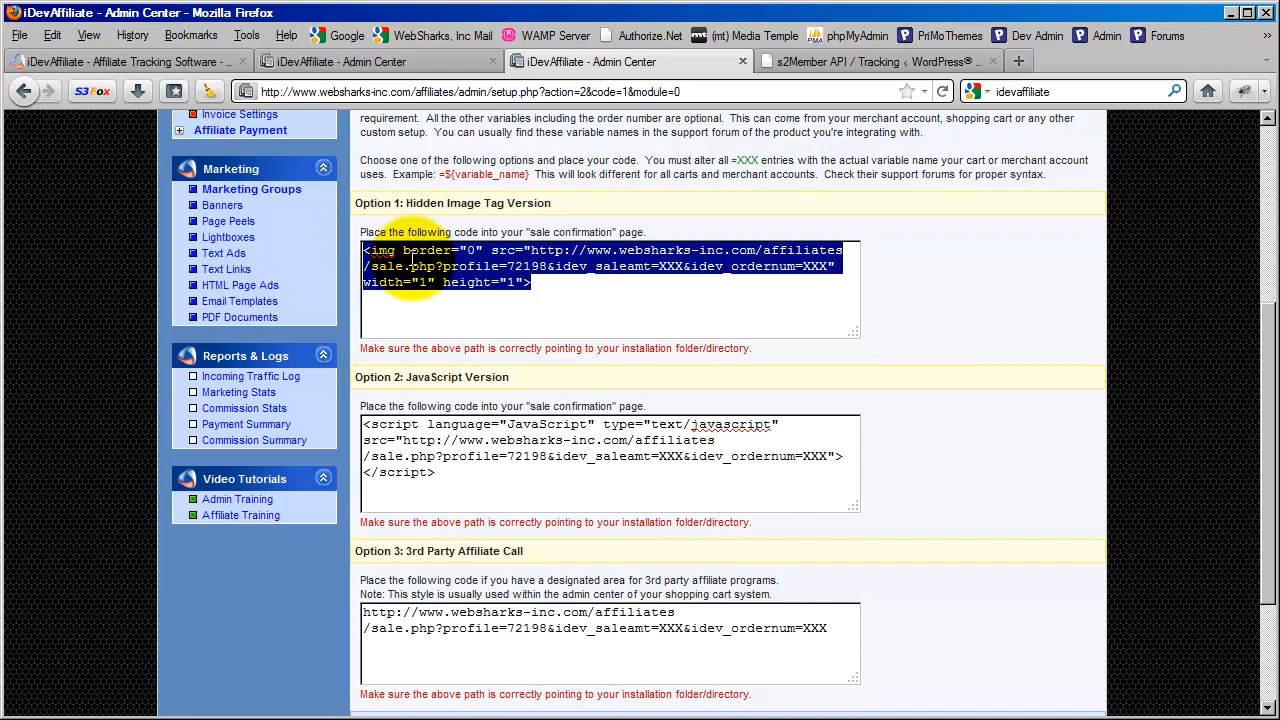 iDevAffiliate - Admin Center - Mozilla Firefox
File Edit View History Bookmarks Tools Help Google WebSharks, Inc Mail WAMP Server Authorize.Net (mt) Media Temple phpMyAdmin PriMoThemes Dev Admin Admin Forums »
iDevAffiliate - Affiliate Tracking Software - ... iDevAffiliate - Admin Center iDevAffiliate - Admin Center s2Member API / Tracking ‹ WordPress® ...
S3Fox http://www.websharks-inc.com/affiliates/admin/setup.php?action=2&code=1&module=0 idevaffiliate
Invoice Settings
Affiliate Payment
Marketing
Marketing Groups
Banners
Page Peels
Lightboxes
Text Ads
Text Links
HTML Page Ads
Email Templates
PDF Documents
Reports & Logs
Incoming Traffic Log
Marketing Stats
Commission Stats
Payment Summary
Commission Summary
Video Tutorials
Admin Training
Affiliate Training
requirement. All the other variables including the order number are optional. This can come from your merchant account, shopping cart or any other
custom setup. You can usually find these variable names in the support forum of the product you're integrating with.
Choose one of the following options and place your code. You must alter all =XXX entries with the actual variable name your cart or merchant account
uses. Example: =${variable_name} This will look different for all carts and merchant accounts. Check their support forums for proper syntax.
Option 1: Hidden Image Tag Version
Place the following code into your "sale confirmation" page.
<img border="0" src="http://www.websharks-inc.com/affiliates
/sale.php?profile=72198&idev_saleamt=XXX&idev_ordernum=XXX"
width="1" height="1">
Make sure the above path is correctly pointing to your installation folder/directory.
Option 2: JavaScript Version
Place the following code into your "sale confirmation" page.
<script language="JavaScript" type="text/javascript"
src="http://www.websharks-inc.com/affiliates
/sale.php?profile=72198&idev_saleamt=XXX&idev_ordernum=XXX">
</script>
Make sure the above path is correctly pointing to your installation folder/directory.
Option 3: 3rd Party Affiliate Call
Place the following code if you have a designated area for 3rd party affiliate programs.
Note: This style is usually used within the admin center of your shopping cart system.
http://www.websharks-inc.com/affiliates
/sale.php?profile=72198&idev_saleamt=XXX&idev_ordernum=XXX
Make sure the above path is correctly pointing to your installation folder/directory.